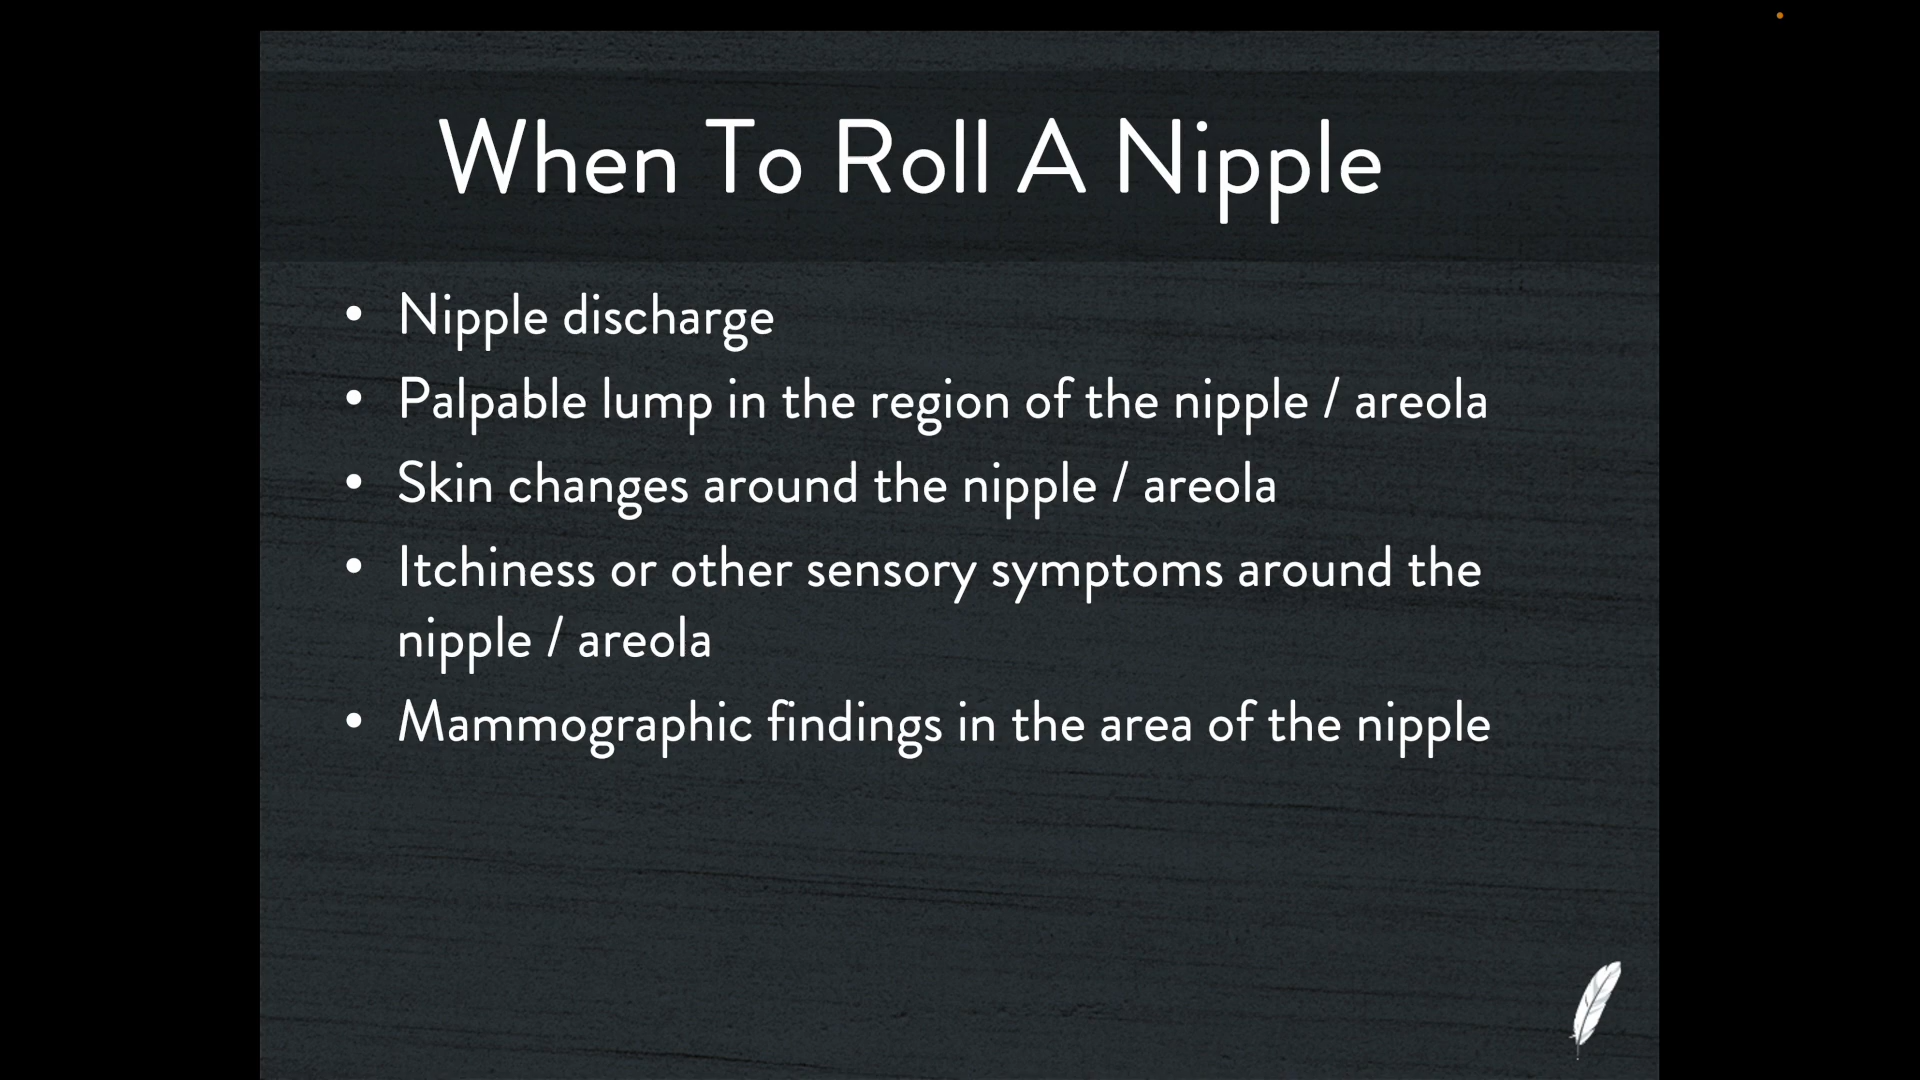 When To Roll A Nipple
• Nipple discharge
• Palpable lump in the region of the nipple / areola
• Skin changes around the nipple / areola
• Itchiness or other sensory symptoms around the
nipple / areola
• Mammographic findings in the area of the nipple